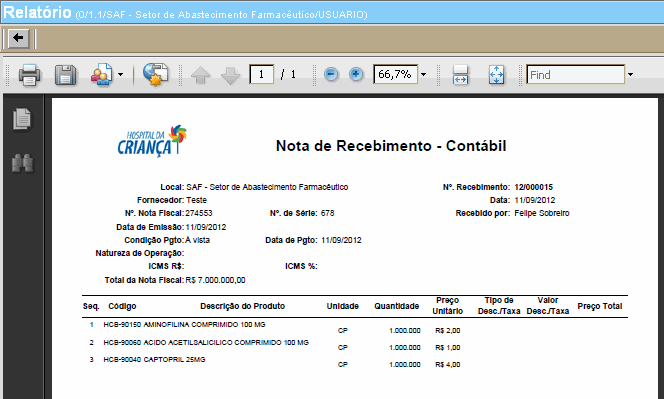 Relatório (0/1.1/SAF - Setor de Abastecimento Farmacêutico/USUARIO)
1 / 1 66,7% Find
HOSPITAL DA
CRIANÇA
Nota de Recebimento - Contábil
Local: SAF - Setor de Abastecimento Farmacêutico Nº. Recebimento: 12/000015
Fornecedor: Teste Data: 11/09/2012
Nº. Nota Fiscal: 274553 Nº. de Série: 678 Recebido por: Felipe Sobreiro
Data de Emissão: 11/09/2012
Condição Pgto: À vista Data de Pgto: 11/09/2012
Natureza de Operação:
ICMS R$: ICMS %:
Total da Nota Fiscal: R$ 7.000.000,00
Seq. Código Descrição do Produto Unidade Quantidade Preço Unitário Tipo de Desc./Taxa Valor Desc./Taxa Preço Total
1 HCB-90150 AMINOFILINA COMPRIMIDO 100 MG CP 1.000.000 R$ 2,00
2 HCB-90060 ACIDO ACETILSALICILICO COMPRIMIDO 100 MG CP 1.000.000 R$ 1,00
3 HCB-90040 CAPTOPRIL 25MG CP 1.000.000 R$ 4,00